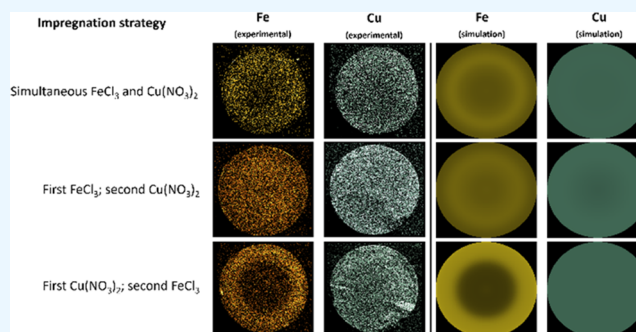 Impregnation strategy
Fe
(experimental)
Cu
(experimental)
Fe
(simulation)
Cu
(simulation)
Simultaneous FeCl₃ and Cu(NO₃)₂
First FeCl₃; second Cu(NO₃)₂
First Cu(NO₃)₂; second FeCl₃